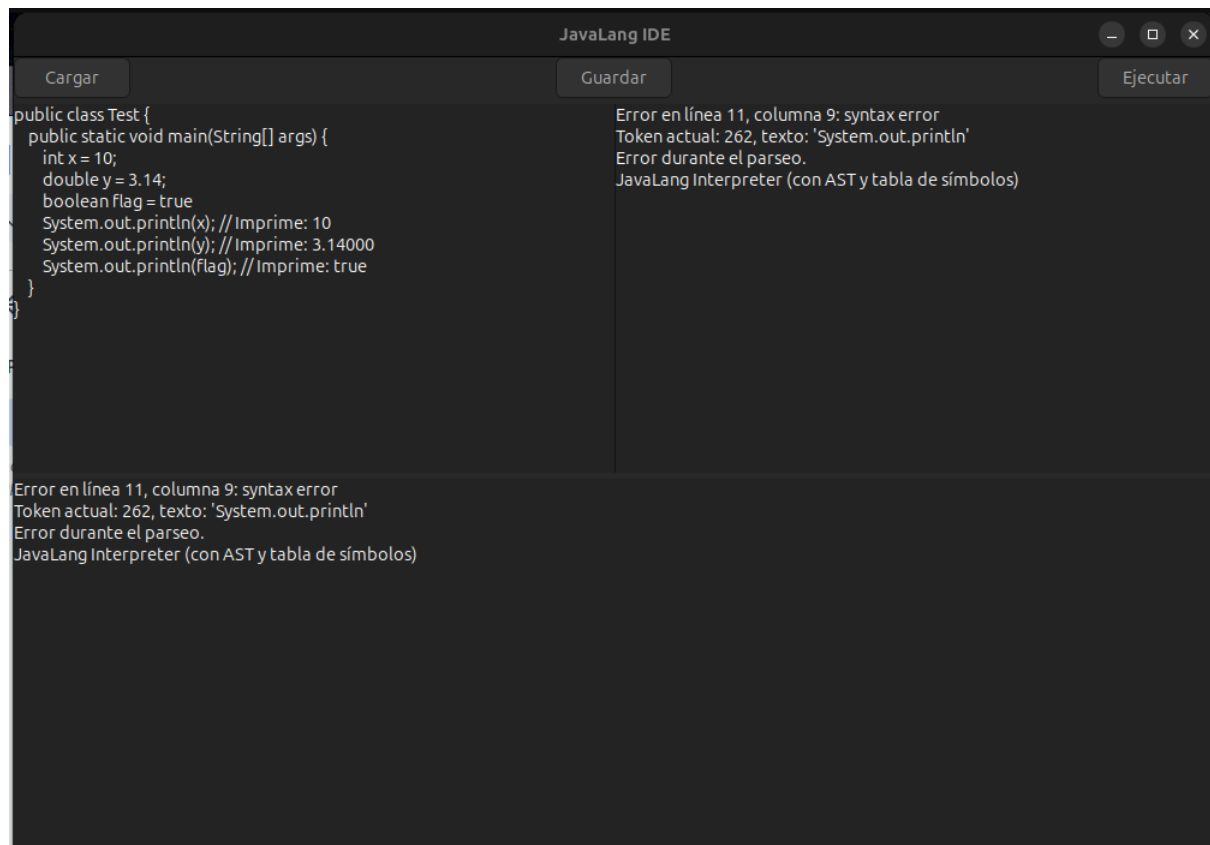 JavaLang IDE
Cargar
Guardar
Ejecutar
public class Test {
   public static void main(String[] args) {
      int x = 10;
      double y = 3.14;
      boolean flag = true
      System.out.println(x); // Imprime: 10
      System.out.println(y); // Imprime: 3.14000
      System.out.println(flag); // Imprime: true
   }
}
Error en línea 11, columna 9: syntax error
Token actual: 262, texto: 'System.out.println'
Error durante el parseo.
JavaLang Interpreter (con AST y tabla de símbolos)
Error en línea 11, columna 9: syntax error
Token actual: 262, texto: 'System.out.println'
Error durante el parseo.
JavaLang Interpreter (con AST y tabla de símbolos)